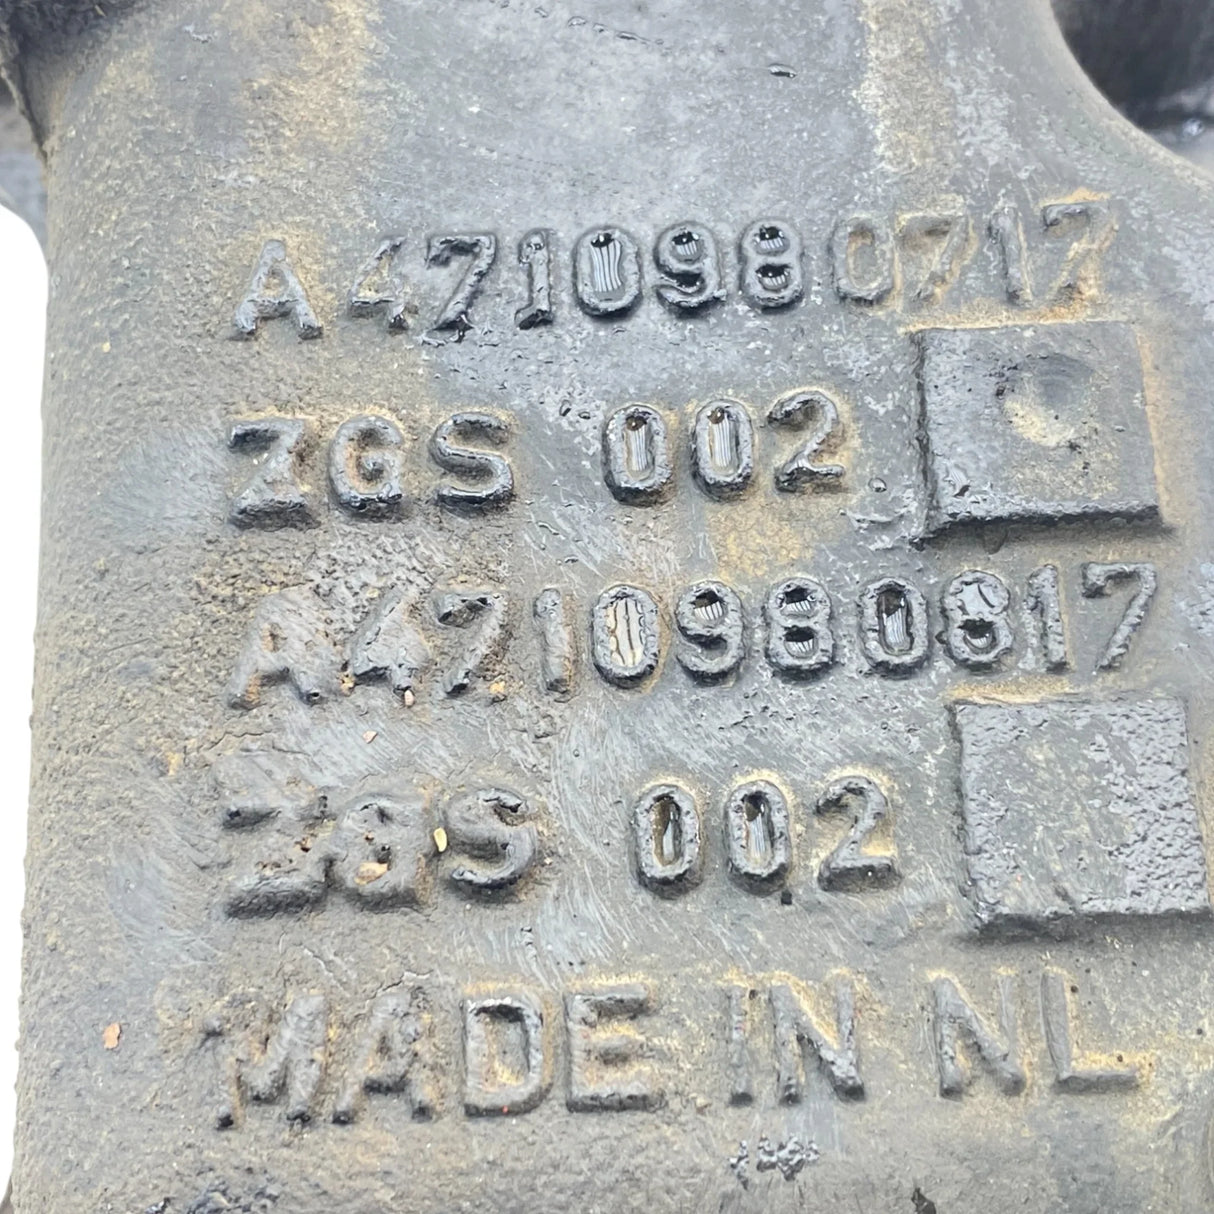 A 4710980717
ZGS 002
A4710980817
ZGS 002
MADE IN NL